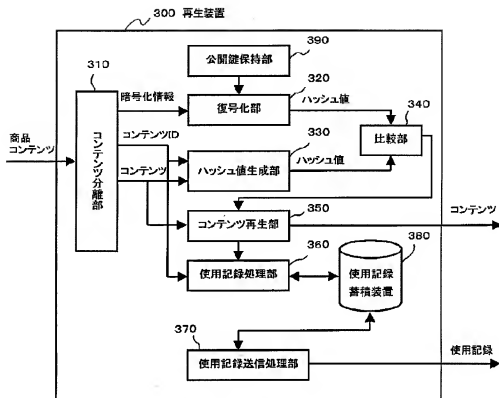 300 再生装置
310
390
公開鍵保持部
320
暗号化情報
復号化部
ハッシュ値
340
コンテンツID
330
比較部
商品
コンテンツ
コンテンツ分離部
コンテンツ
ハッシュ値生成部
ハッシュ値
350
コンテンツ再生部
コンテンツ
360
380
使用記録処理部
使用記録
蓄積装置
370
使用記録送信処理部
使用記録